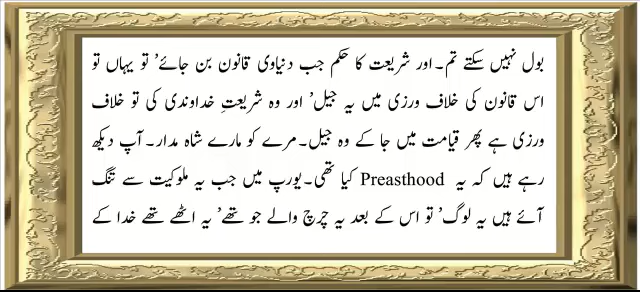 بول نہیں سکتے تم۔ اور شریعت کا حکم جب دنیاوی قانون بن جائے' تو یہاں تو
اس قانون کی خلاف ورزی میں یہ جیل' اور وہ شریعتِ خداوندی کی تو خلاف
ورزی ہے پھر قیامت میں جا کے وہ جیل۔ مرے کو مارے شاہ مدار۔ آپ دیکھ
رہے ہیں کہ یہ Preasthood کیا تھی۔ یورپ میں جب یہ ملوکیت سے تنگ
آئے ہیں یہ لوگ' تو اس کے بعد یہ چرچ والے جو تھے' یہ اٹھے تھے خدا کے